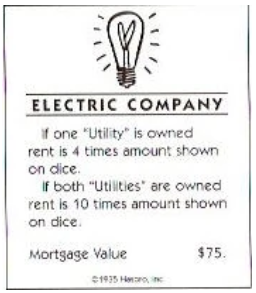 ELECTRIC COMPANY
If one "Utility" is owned
rent is 4 times amount shown
on dice.
If both "Utilities" are owned
rent is 10 times amount shown
on dice.
Mortgage Value $75.
©1935 Hasbro, Inc.